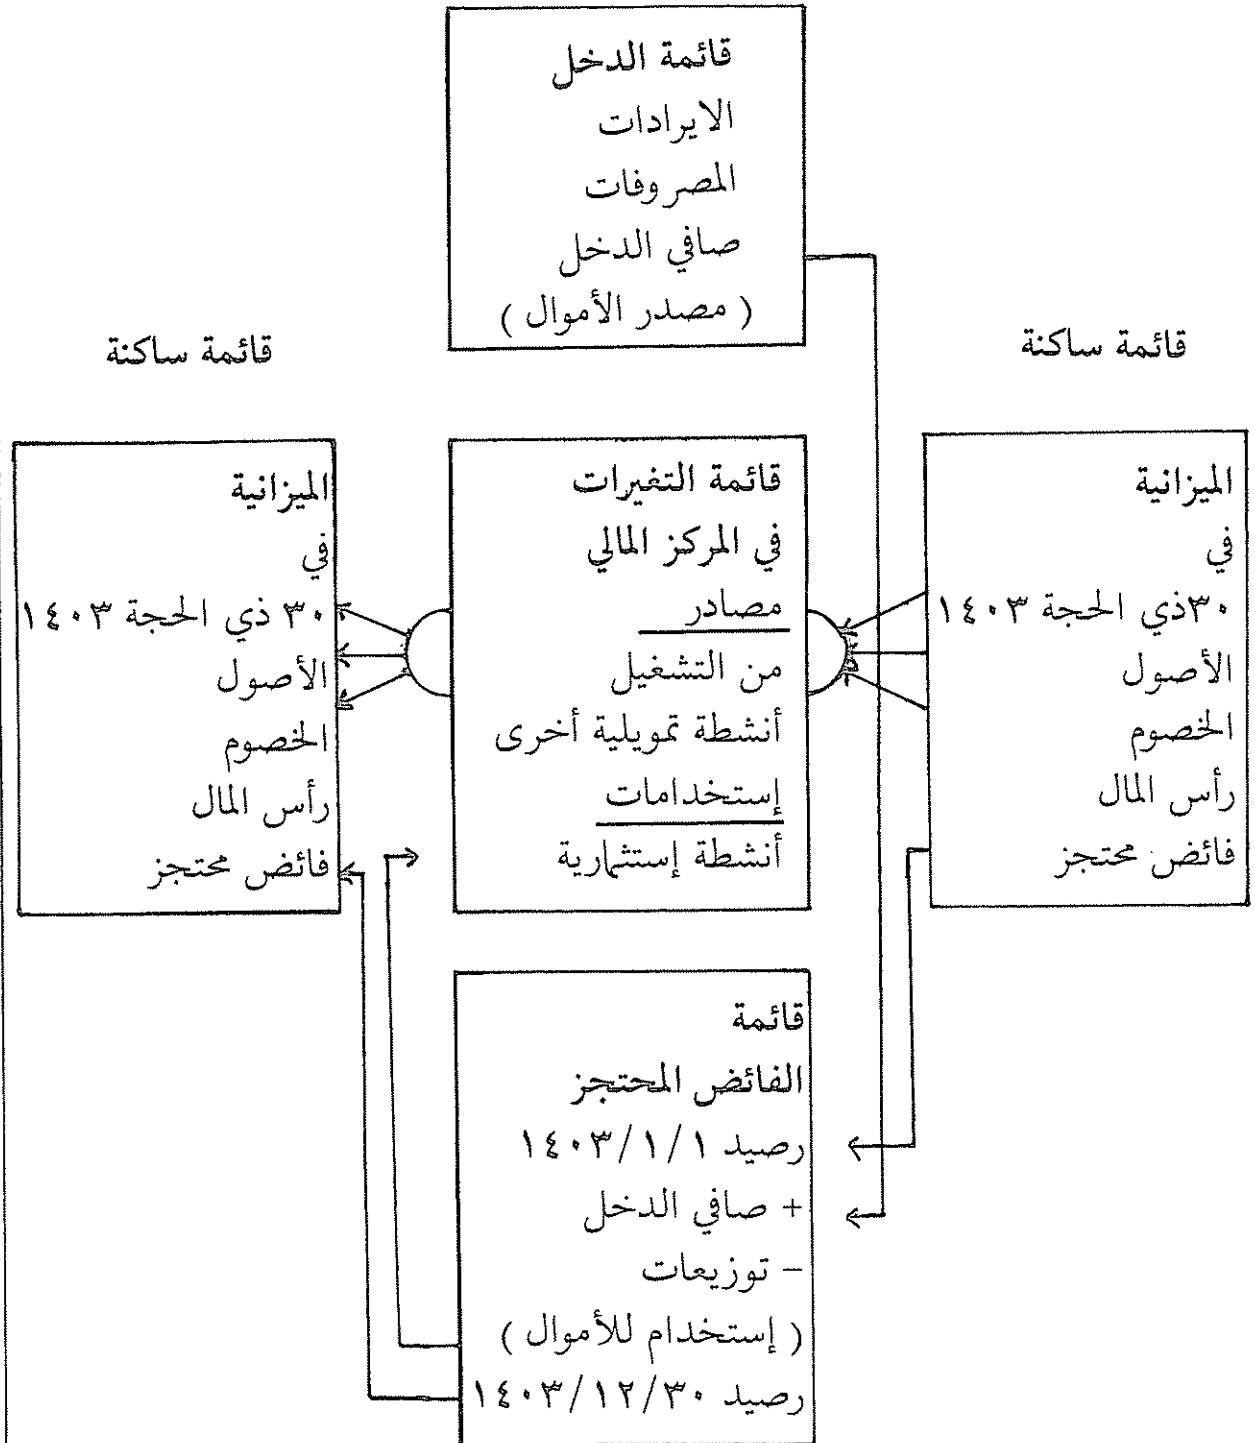 قائمة الدخل
الايرادات
المصروفات
صافي الدخل
( مصدر الأموال )
قائمة ساكنة
الميزانية
في
٣٠ذي الحجة ١٤٠٣
الأصول
الخصوم
رأس المال
فائض محتجز
قائمة التغيرات
في المركز المالي
مصادر
من التشغيل
أنشطة تمويلية أخرى
إستخدامات
أنشطة إستثمارية
قائمة ساكنة
الميزانية
في
٣٠ ذي الحجة ١٤٠٣
الأصول
الخصوم
رأس المال
فائض محتجز
قائمة
الفائض المحتجز
رصيد ١٤٠٣/١/١
+ صافي الدخل
- توزيعات
( إستخدام للأموال )
رصيد ١٤٠٣/١٢/٣٠